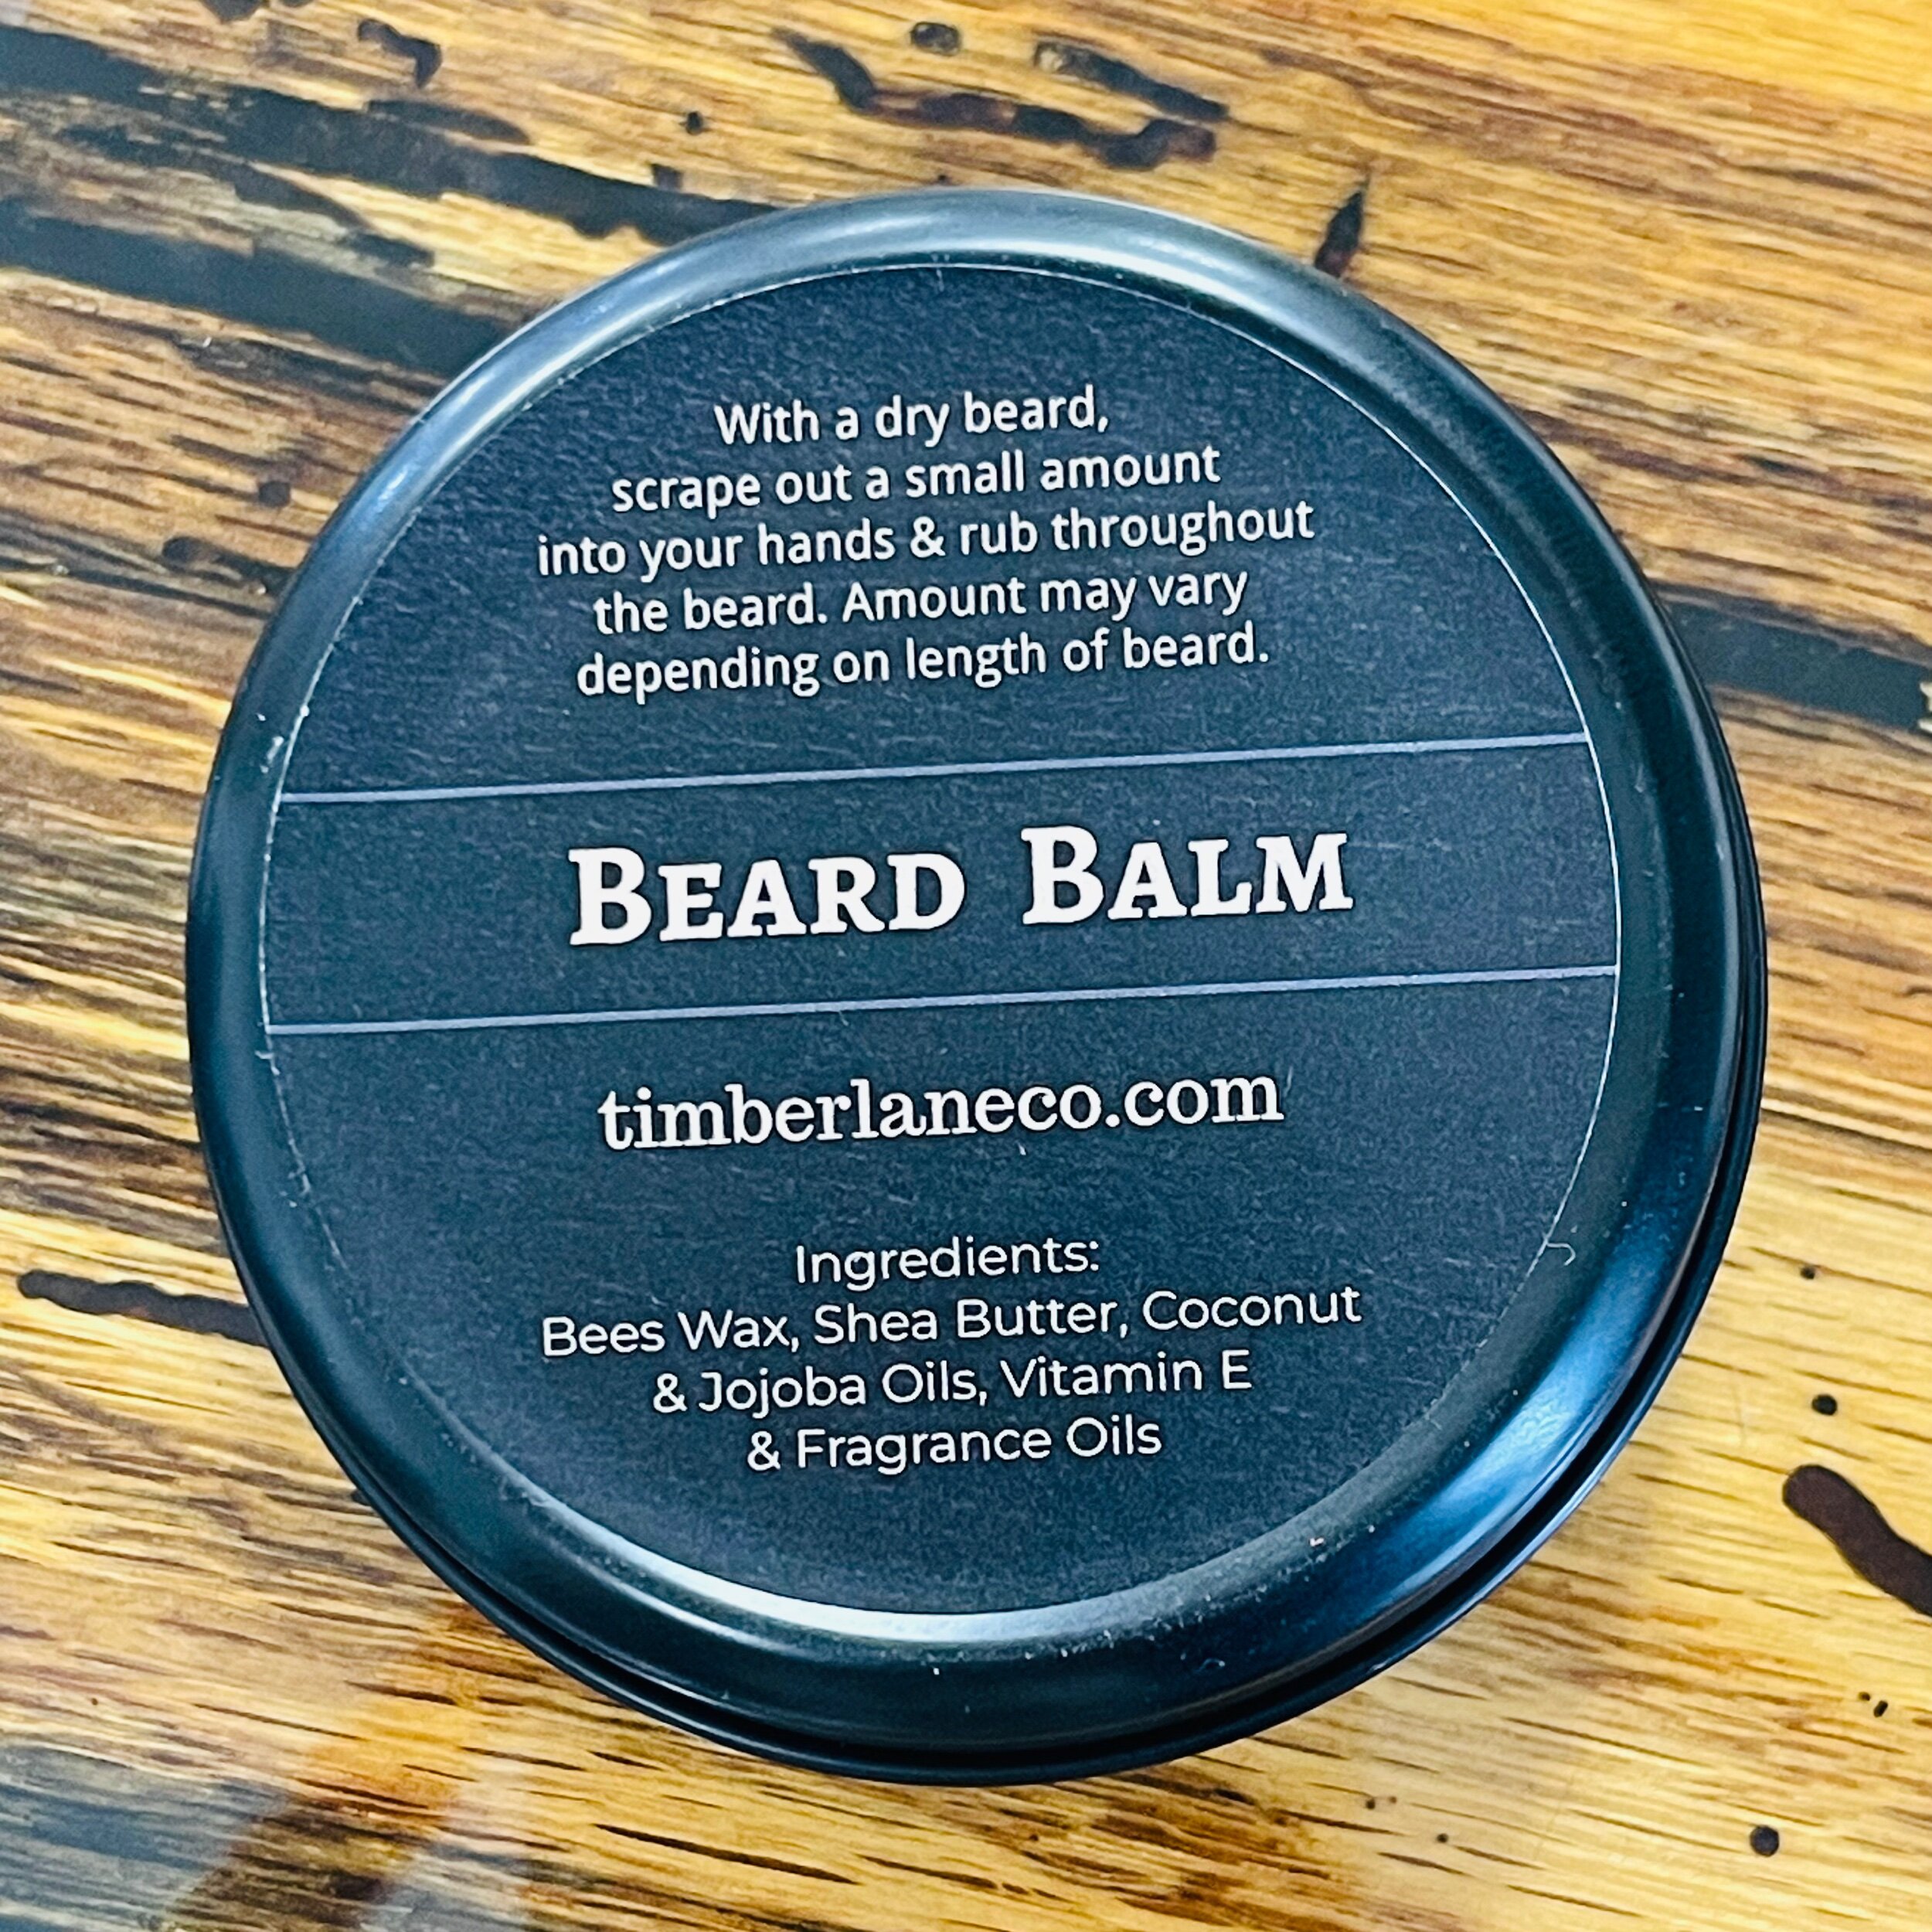 With a dry beard,
scrape out a small amount
into your hands & rub throughout
the beard. Amount may vary
depending on length of beard.
BEARD BALM
timberlaneco.com
Ingredients:
Bees Wax, Shea Butter, Coconut
& Jojoba Oils, Vitamin E
& Fragrance Oils